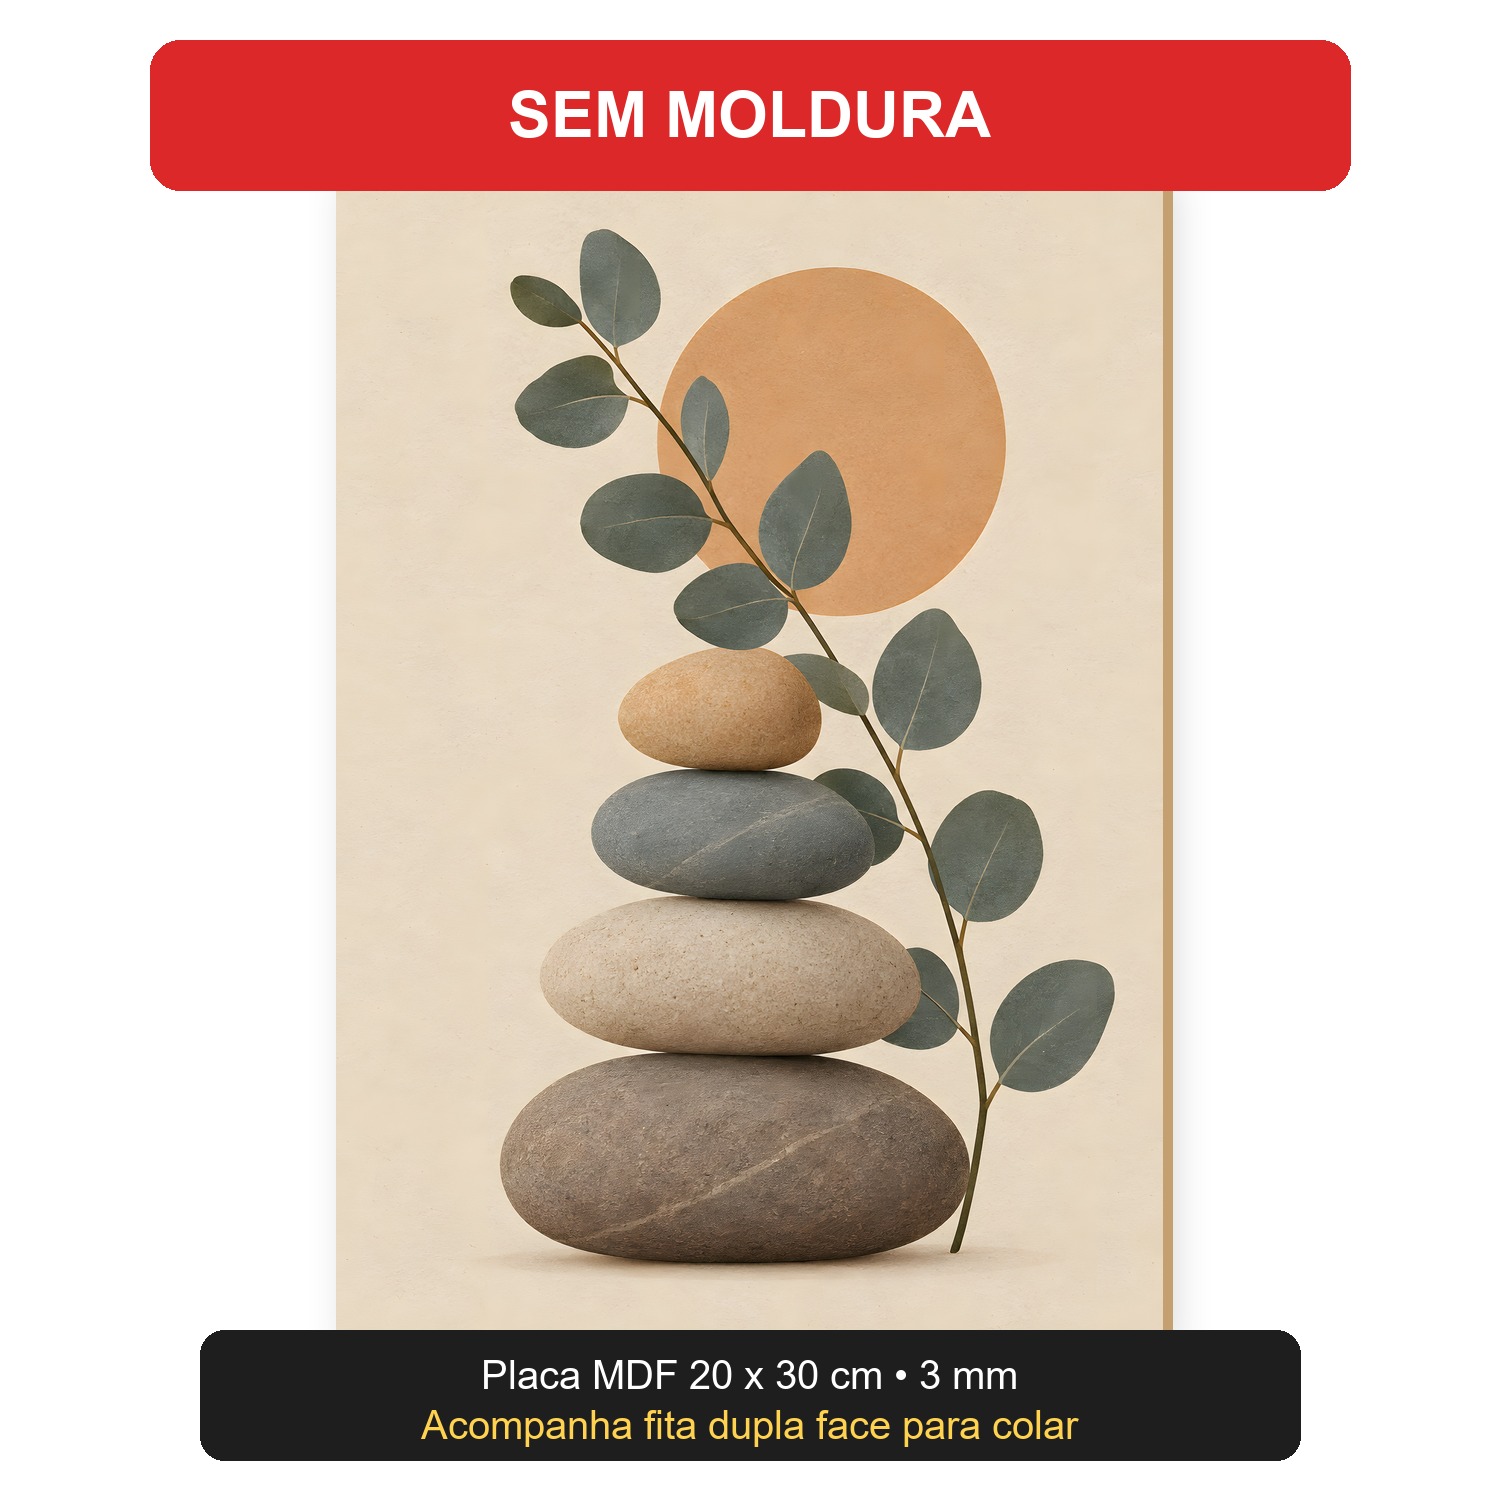 SEM MOLDURA
Placa MDF 20 x 30 cm • 3 mm
Acompanha fita dupla face para colar